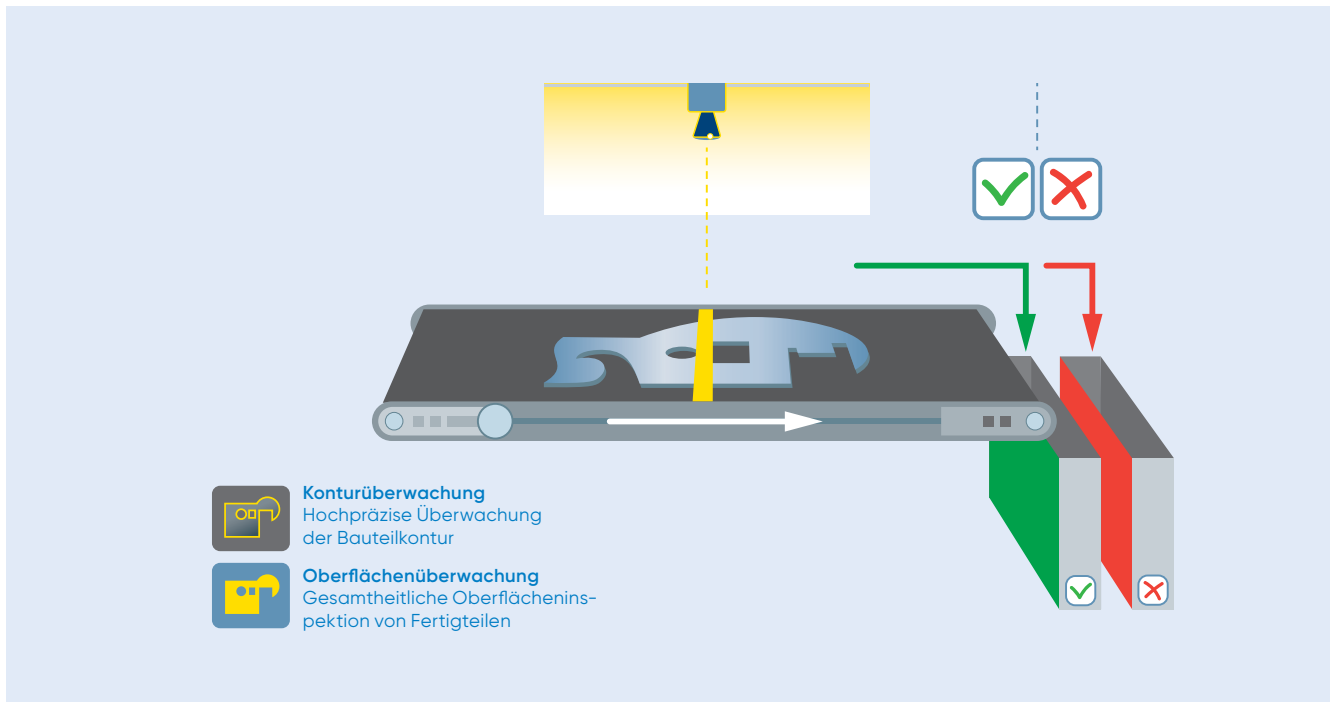 Konturüberwachung
Hochpräzise Überwachung
der Bauteilkontur
Oberflächenüberwachung
Gesamtheitliche Oberflächenins-
pektion von Fertigteilen